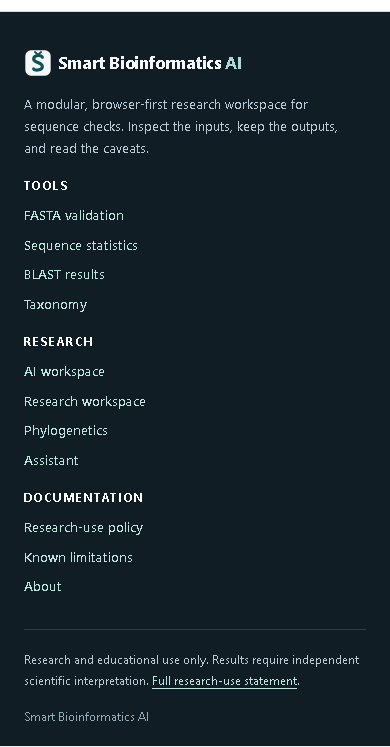 Š Smart Bioinformatics AI
A modular, browser-first research workspace for
sequence checks. Inspect the inputs, keep the outputs,
and read the caveats.
TOOLS
FASTA validation
Sequence statistics
BLAST results
Taxonomy
RESEARCH
AI workspace
Research workspace
Phylogenetics
Assistant
DOCUMENTATION
Research-use policy
Known limitations
About
Research and educational use only. Results require independent
scientific interpretation. Full research-use statement.
Smart Bioinformatics AI